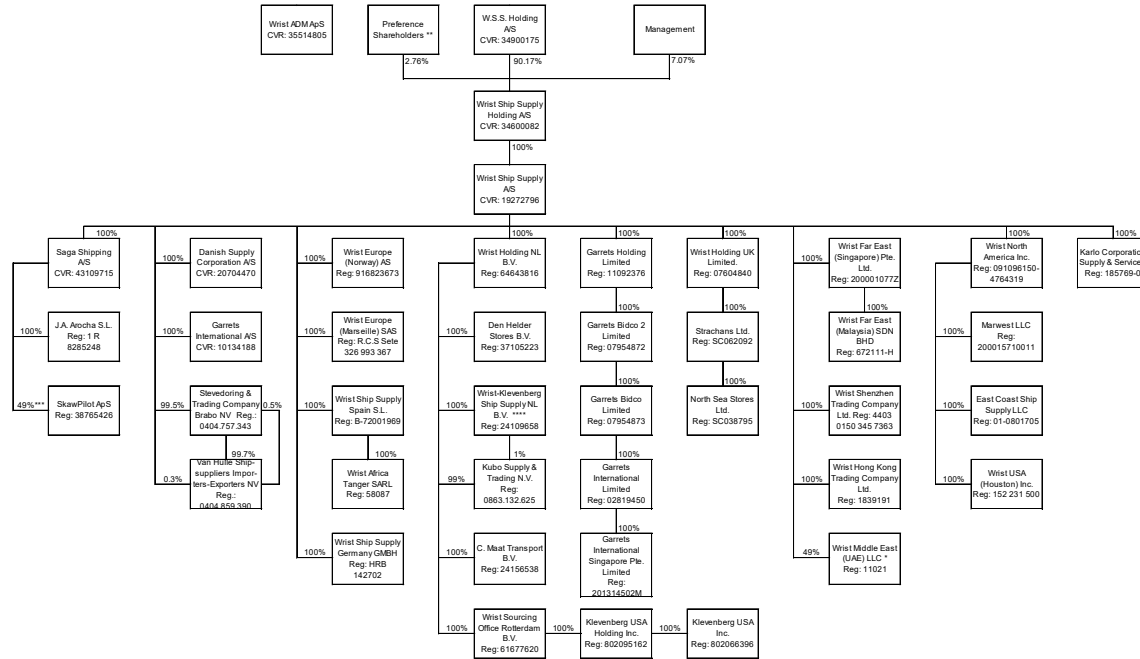 Wrist ADM ApS
CVR: 35514805
Preference
Shareholders **
W.S.S. Holding
A/S
CVR: 34900175
Management
2.76%
90.17%
7.07%
Wrist Ship Supply
Holding A/S
CVR: 34600082
100%
Wrist Ship Supply
A/S
CVR: 19272796
100%
100%
100%
100%
100%
100%
Saga Shipping
A/S
CVR: 43109715
100%
Danish Supply
Corporation A/S
CVR: 20704470
100%
Wrist Europe
(Norway) AS
Reg: 916823673
Wrist Holding NL
B.V.
Reg: 64643816
Garrets Holding
Limited
Reg: 11092376
Wrist Holding UK
Limited.
Reg: 07604840
100%
Wrist Far East
(Singapore) Pte.
Ltd.
Reg: 200001077Z
Wrist North
America Inc.
Reg: 091096150-
4764319
Karlo Corporation
Supply & Services
Reg: 185769-0
100%
100%
100%
100%
J.A. Arocha S.L.
Reg: 1 R
8285248
100%
Garrets
International A/S
CVR: 10134188
100%
Wrist Europe
(Marseille) SAS
Reg: R.C.S Sete
326 993 367
100%
Den Helder
Stores B.V.
Reg: 37105223
Garrets Bidco 2
Limited
Reg: 07954872
Strachans Ltd.
Reg: SC062092
Wrist Far East
(Malaysia) SDN
BHD
Reg: 672111-H
100%
Marwest LLC
Reg:
200015710011
100%
100%
49%***
SkawPilot ApS
Reg: 38765426
99.5%
Stevedoring &
Trading Company
Brabo NV Reg.:
0404.757.343
0.5%
100%
Wrist Ship Supply
Spain S.L.
Reg: B-72001969
100%
Wrist-Klevenberg
Ship Supply NL
B.V. ****
Reg: 24109658
Garrets Bidco
Limited
Reg: 07954873
North Sea Stores
Ltd.
Reg: SC038795
100%
Wrist Shenzhen
Trading Company
Ltd. Reg: 4403
0150 345 7363
100%
East Coast Ship
Supply LLC
Reg: 01-0801705
99.7%
100%
1%
100%
0.3%
Van Hulle Ship-
suppliers Impor-
ters-Exporters NV
Reg.:
0404.859.390
Wrist Africa
Tanger SARL
Reg: 58087
99%
Kubo Supply &
Trading N.V.
Reg:
0863.132.625
Garrets
International
Limited
Reg: 02819450
100%
Wrist Hong Kong
Trading Company
Ltd.
Reg: 1839191
100%
Wrist USA
(Houston) Inc.
Reg: 152 231 500
100%
100%
Wrist Ship Supply
Germany GMBH
Reg: HRB
142702
100%
C. Maat Transport
B.V.
Reg: 24156538
Garrets
International
Singapore Pte.
Limited
Reg:
201314502M
49%
Wrist Middle East
(UAE) LLC *
Reg: 11021
100%
Wrist Sourcing
Office Rotterdam
B.V.
Reg: 61677620
100%
Klevenberg USA
Holding Inc.
Reg: 802095162
100%
Klevenberg USA
Inc.
Reg: 802066396